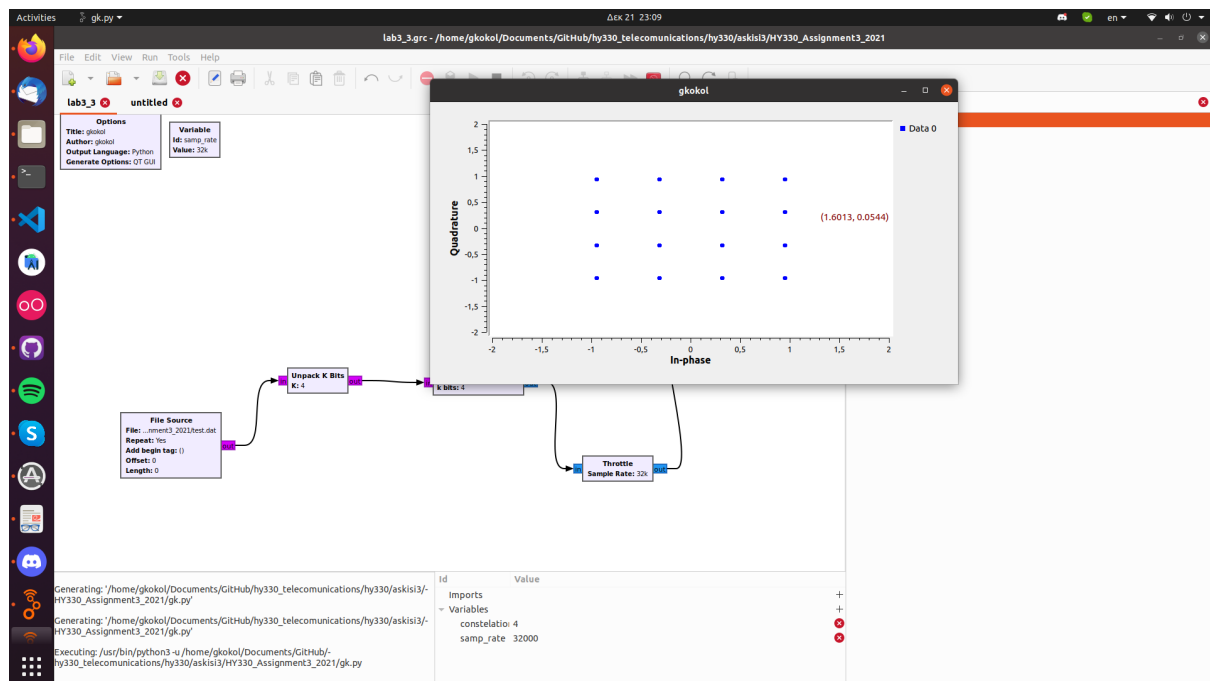 Activities
gk.py
Δεκ 21 23:09
en
lab3_3.grc - /home/gkokol/Documents/GitHub/hy330_telecomunications/hy330/askisi3/HY330_Assignment3_2021
File Edit View Run Tools Help
lab3_3
untitled
Options
Title: gkokol
Author: gkokol
Output Language: Python
Generate Options: QT GUI
Variable
Id: samp_rate
Value: 32k
gkokol
2
1,5
1
0,5
0
-0,5
-1
-1,5
-2
Quadrature
-2 -1,5 -1 -0,5 0 0,5 1 1,5 2
In-phase
Data 0
(1.6013, 0.0544)
Unpack K Bits
K: 4
in
out
k bits: 4
File Source
File: ...nment3_2021/test.dat
Repeat: Yes
Add begin tag: ()
Offset: 0
Length: 0
out
Throttle
Sample Rate: 32k
in
out
Generating: '/home/gkokol/Documents/GitHub/hy330_telecomunications/hy330/askisi3/-
HY330_Assignment3_2021/gk.py'
Generating: '/home/gkokol/Documents/GitHub/hy330_telecomunications/hy330/askisi3/-
HY330_Assignment3_2021/gk.py'
Executing: /usr/bin/python3 -u /home/gkokol/Documents/GitHub/-
hy330_telecomunications/hy330/askisi3/HY330_Assignment3_2021/gk.py
Id Value
Imports
Variables
constelatio 4
samp_rate 32000